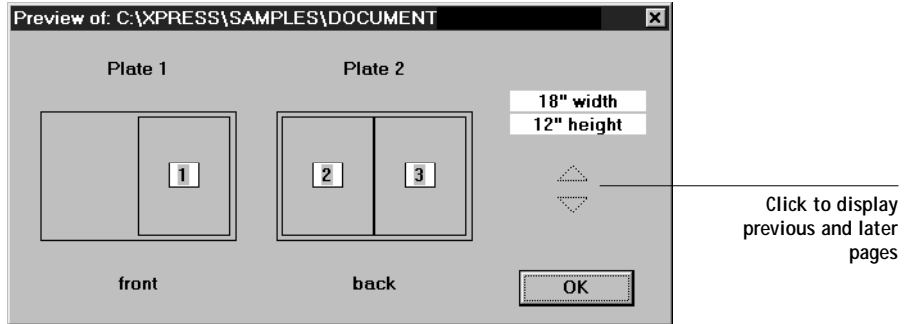 Preview of: C:\XPRESS\SAMPLES\DOCUMENT
Plate 1
Plate 2
18" width
12" height
1
2
3
Click to display
previous and later
pages
front
back
OK